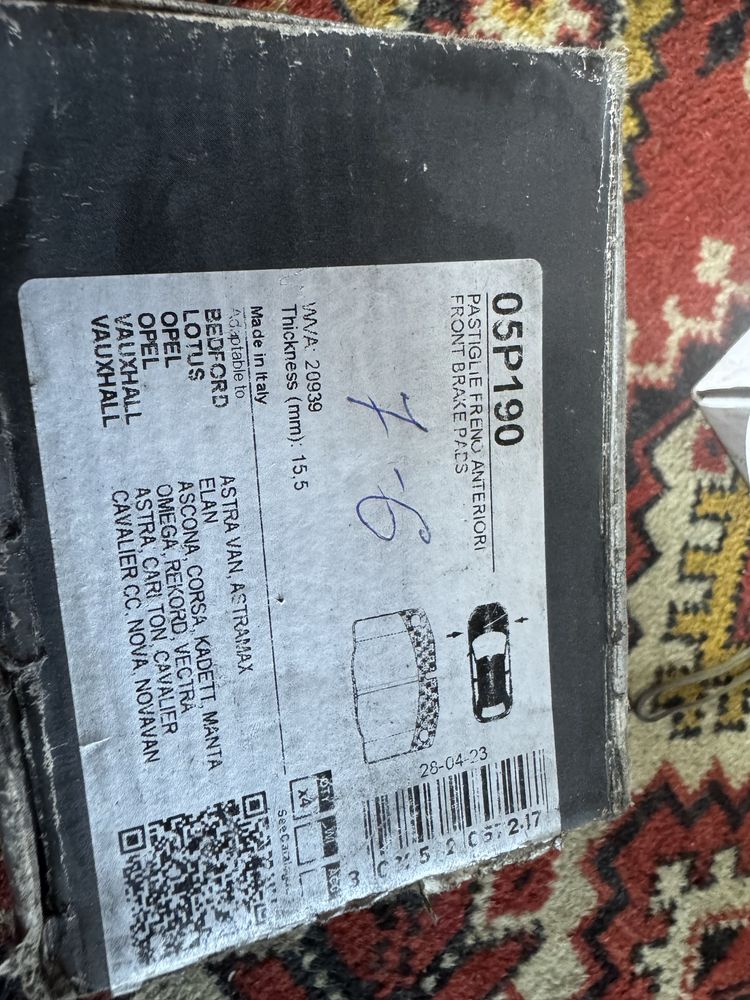 05P190
PASTIGLIE FRENO ANTERIORI
FRONT BRAKE PADS
7-6
WVA: 20939
Thickness (mm): 15,5
Made in Italy
Adaptable to
BEDFORD ASTRA VAN, ASTRAMAX
LOTUS ELAN
OPEL ASCONA, CORSA, KADETT, MANTA
OPEL OMEGA, REKORD, VECTRA
VAUXHALL ASTRA, CARLTON, CAVALIER
VAUXHALL CAVALIER CC, NOVA, NOVAVAN
28-04-23
x4